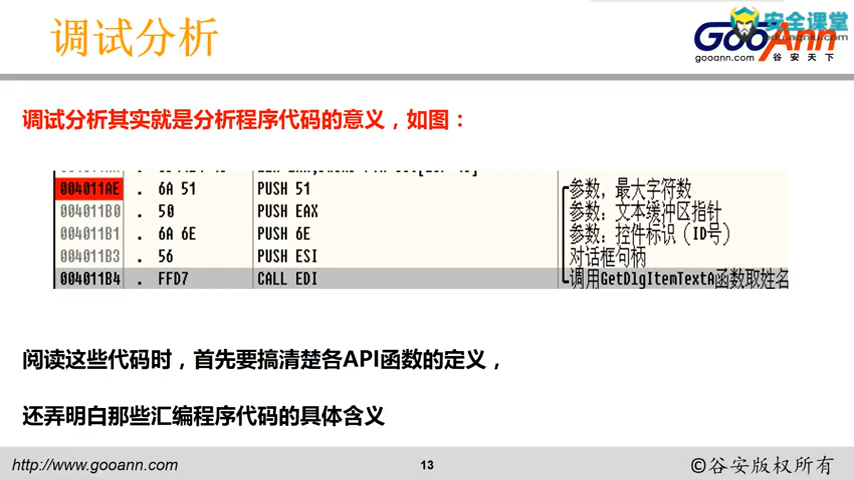 调试分析
安全课堂
edu.aqniu.com
GooAnn
gooann.com 谷安天下
调试分析其实就是分析程序代码的意义，如图：
004011AE . 6A 51 PUSH 51 参数，最大字符数
004011B0 . 50 PUSH EAX 参数：文本缓冲区指针
004011B1 . 6A 6E PUSH 6E 参数：控件标识（ID号）
004011B3 . 56 PUSH ESI 对话框句柄
004011B4 . FFD7 CALL EDI 调用GetDlgItemTextA函数取姓名
阅读这些代码时，首先要搞清楚各API函数的定义，
还弄明白那些汇编程序代码的具体含义
http://www.gooann.com 13 ©谷安版权所有